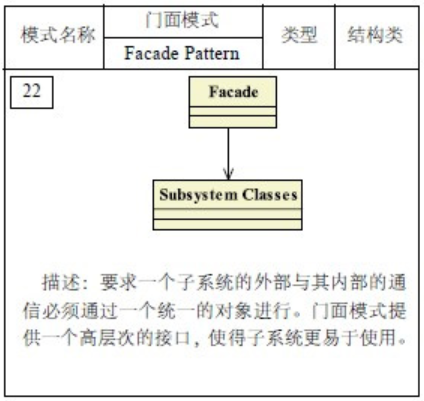 模式名称
门面模式
Facade Pattern
类型
结构类
22
Facade
Subsystem Classes
描述：要求一个子系统的外部与其内部的通
信必须通过一个统一的对象进行。门面模式提
供一个高层次的接口，使得子系统更易于使用。